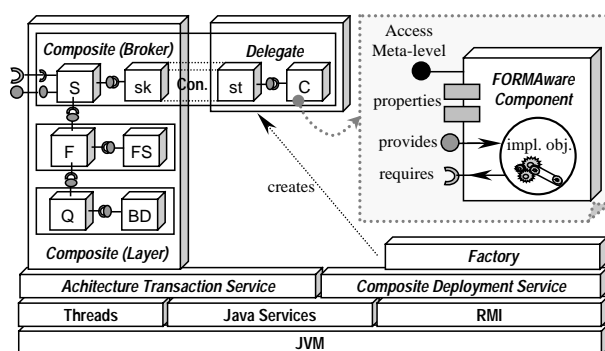 Composite (Broker)
Delegate
Access
Meta-level
FORMAware
Component
S
sk
Con.
st
C
properties
F
FS
provides
impl. obj.
requires
creates
Q
BD
Composite (Layer)
Factory
Achitecture Transaction Service
Composite Deployment Service
Threads
Java Services
RMI
JVM